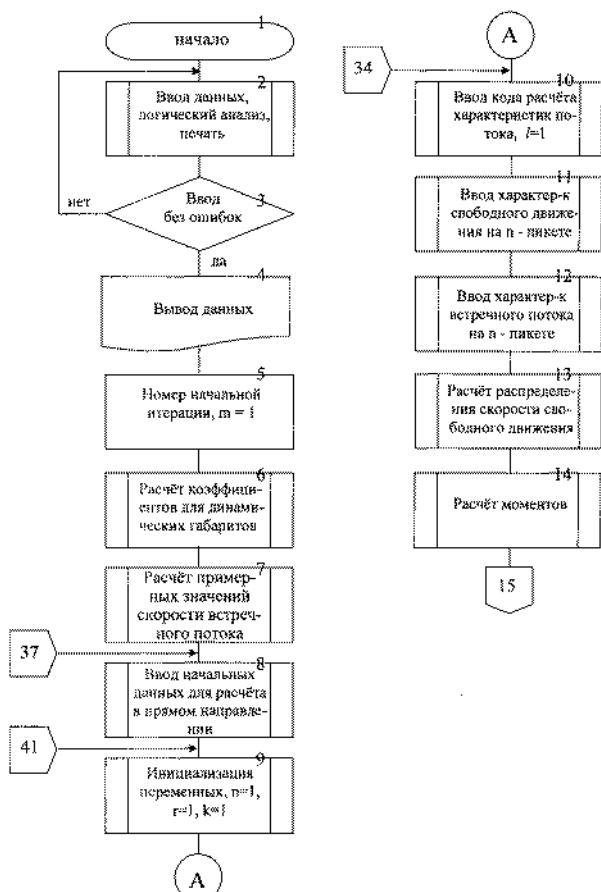 1
начало
2
Ввод данных,
логический анализ,
печать
нет
3
Ввод
без ошибок
да
4
Вывод данных
5
Номер начальной
итерации, m = 1
6
Расчёт коэффици-
ентов для динами-
ческих габаритов
7
Расчёт пример-
ных значений
скорости встреч-
ного потока
37
8
Ввод начальных
данных для расчёта
в прямом направле-
нии
41
9
Инициализация
переменных, n=1,
r=1, k=1
А
А
34
10
Ввод кода расчёта
характеристик по-
тока, l=1
11
Ввод характер-к
свободного движе-
ния на n - пикете
12
Ввод характер-к
встречного потока
на n - пикете
13
Расчёт распределе-
ния скорости сво-
бодного движения
14
Расчёт моментов
15